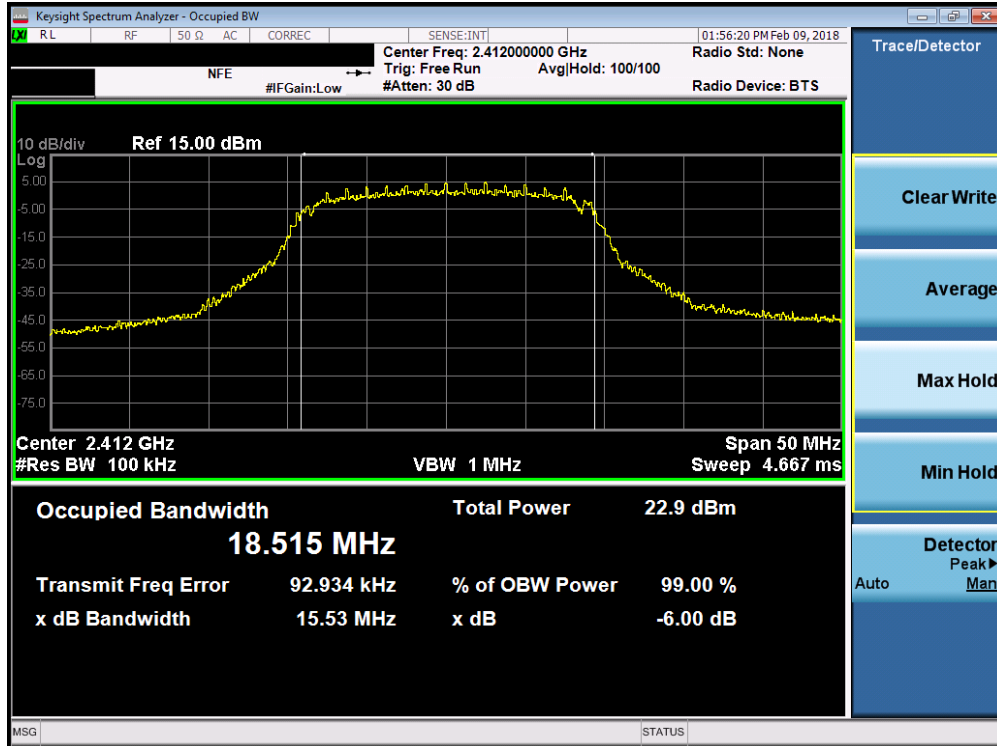 Keysight Spectrum Analyzer - Occupied BW
LXI RL RF 50 Ω AC CORREC SENSE:INT 01:56:20 PM Feb 09, 2018
Center Freq: 2.412000000 GHz Radio Std: None
NFE Trig: Free Run Avg|Hold: 100/100
#IFGain:Low #Atten: 30 dB Radio Device: BTS
10 dB/div Ref 15.00 dBm
Log
5.00
-5.00
-15.0
-25.0
-35.0
-45.0
-55.0
-65.0
-75.0
Center 2.412 GHz Span 50 MHz
#Res BW 100 kHz VBW 1 MHz Sweep 4.667 ms
Occupied Bandwidth Total Power 22.9 dBm
18.515 MHz
Transmit Freq Error 92.934 kHz % of OBW Power 99.00 %
x dB Bandwidth 15.53 MHz x dB -6.00 dB
Trace/Detector
Clear Write
Average
Max Hold
Min Hold
Detector
Peak
Auto Man
MSG STATUS